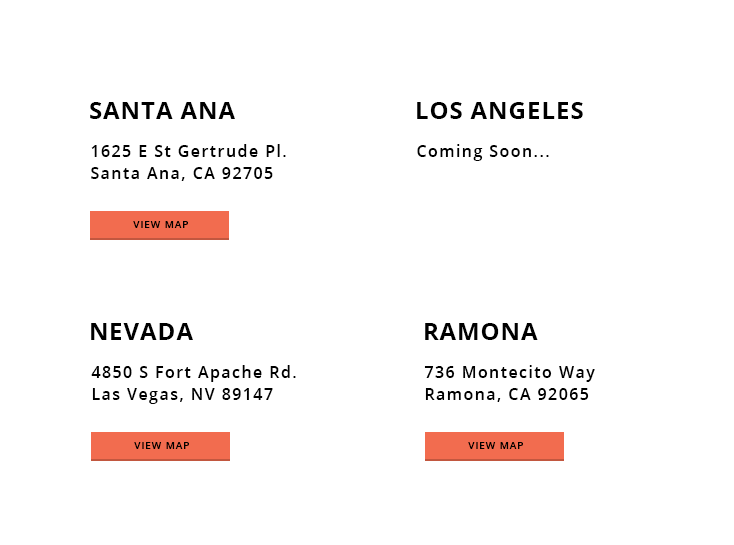 SANTA ANA
1625 E St Gertrude Pl.
Santa Ana, CA 92705
VIEW MAP
LOS ANGELES
Coming Soon...
NEVADA
4850 S Fort Apache Rd.
Las Vegas, NV 89147
VIEW MAP
RAMONA
736 Montecito Way
Ramona, CA 92065
VIEW MAP